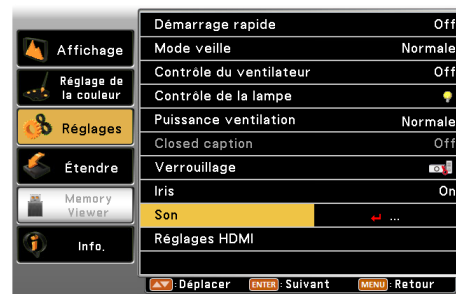 Affichage
Réglage de
la couleur
Réglages
Étendre
Memory
Viewer
Info.
Démarrage rapide Off
Mode veille Normale
Contrôle du ventilateur Off
Contrôle de la lampe
Puissance ventilation Normale
Closed caption Off
Verrouillage
Iris On
Son ...
Réglages HDMI
Déplacer ENTER : Suivant MENU : Retour